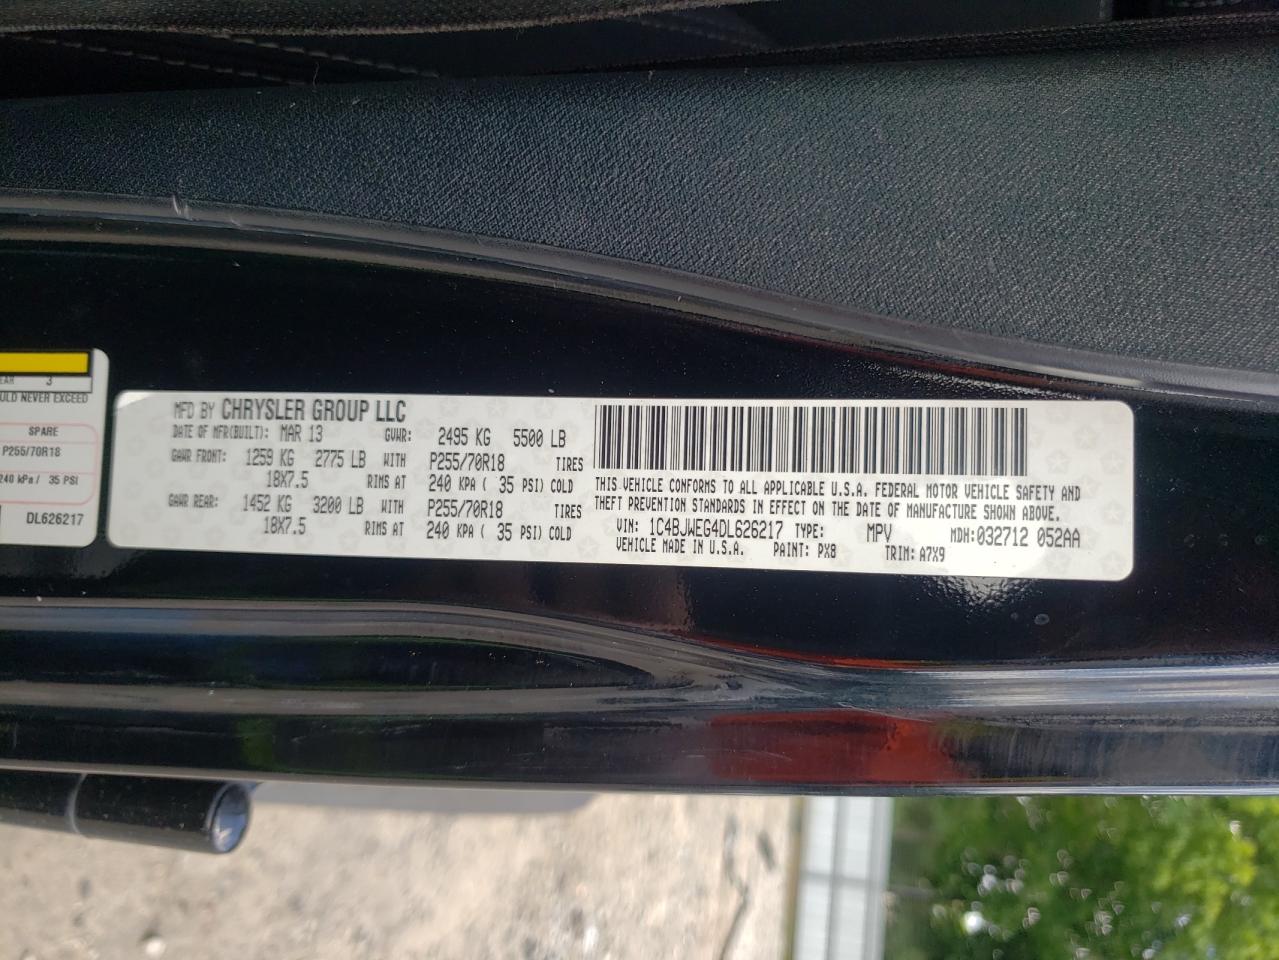 EAR 3
OULD NEVER EXCEED
SPARE
P255/70R18
240 kPa / 35 PSI
DL626217
MFD BY CHRYSLER GROUP LLC
DATE OF MFR(BUILT): MAR 13 GVWR: 2495 KG 5500 LB
GAWR FRONT: 1259 KG 2775 LB WITH P255/70R18 TIRES
18X7.5 RIMS AT 240 KPA ( 35 PSI) COLD
GAWR REAR: 1452 KG 3200 LB WITH P255/70R18 TIRES
18X7.5 RIMS AT 240 KPA ( 35 PSI) COLD
THIS VEHICLE CONFORMS TO ALL APPLICABLE U.S.A. FEDERAL MOTOR VEHICLE SAFETY AND
THEFT PREVENTION STANDARDS IN EFFECT ON THE DATE OF MANUFACTURE SHOWN ABOVE.
VIN: 1C4BJWEG4DL626217 TYPE: MPV MDH:032712 052AA
VEHICLE MADE IN U.S.A. PAINT: PX8 TRIM: A7X9